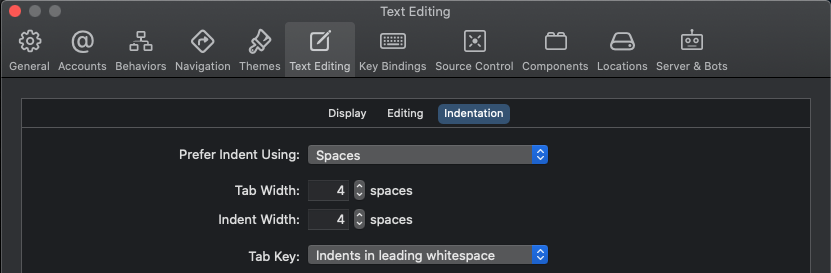 Text Editing
General Accounts Behaviors Navigation Themes Text Editing Key Bindings Source Control Components Locations Server & Bots
Display Editing Indentation
Prefer Indent Using: Spaces
Tab Width: 4 spaces
Indent Width: 4 spaces
Tab Key: Indents in leading whitespace